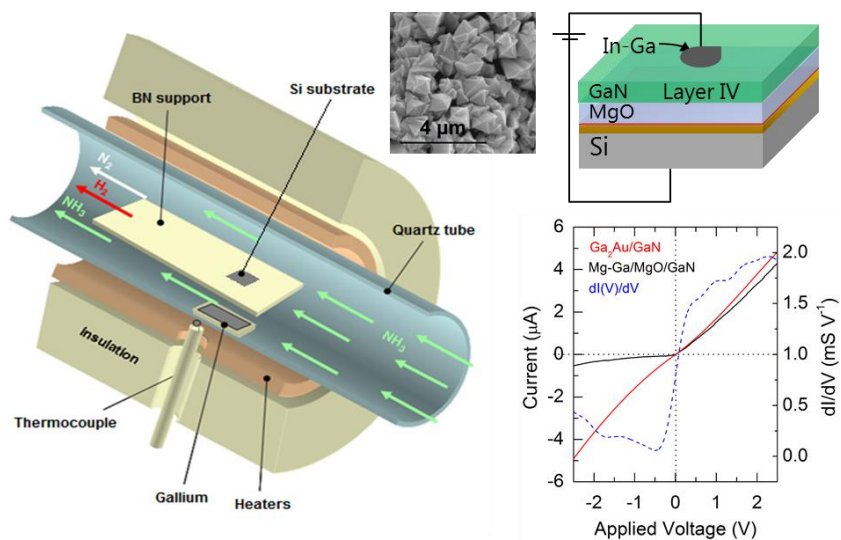 Si substrate
BN support
N₂
H₂
NH₃
Quartz tube
NH₃
Insulation
Thermocouple
Gallium
Heaters
4 μm
In-Ga
GaN
Layer IV
MgO
Si
Ga₂Au/GaN
Mg-Ga/MgO/GaN
dI(V)/dV
Current (μA)
6
4
2
0
-2
-4
-6
2.0
1.5
1.0
0.5
0.0
dI/dV (mS V⁻¹)
-2 -1 0 1 2
Applied Voltage (V)